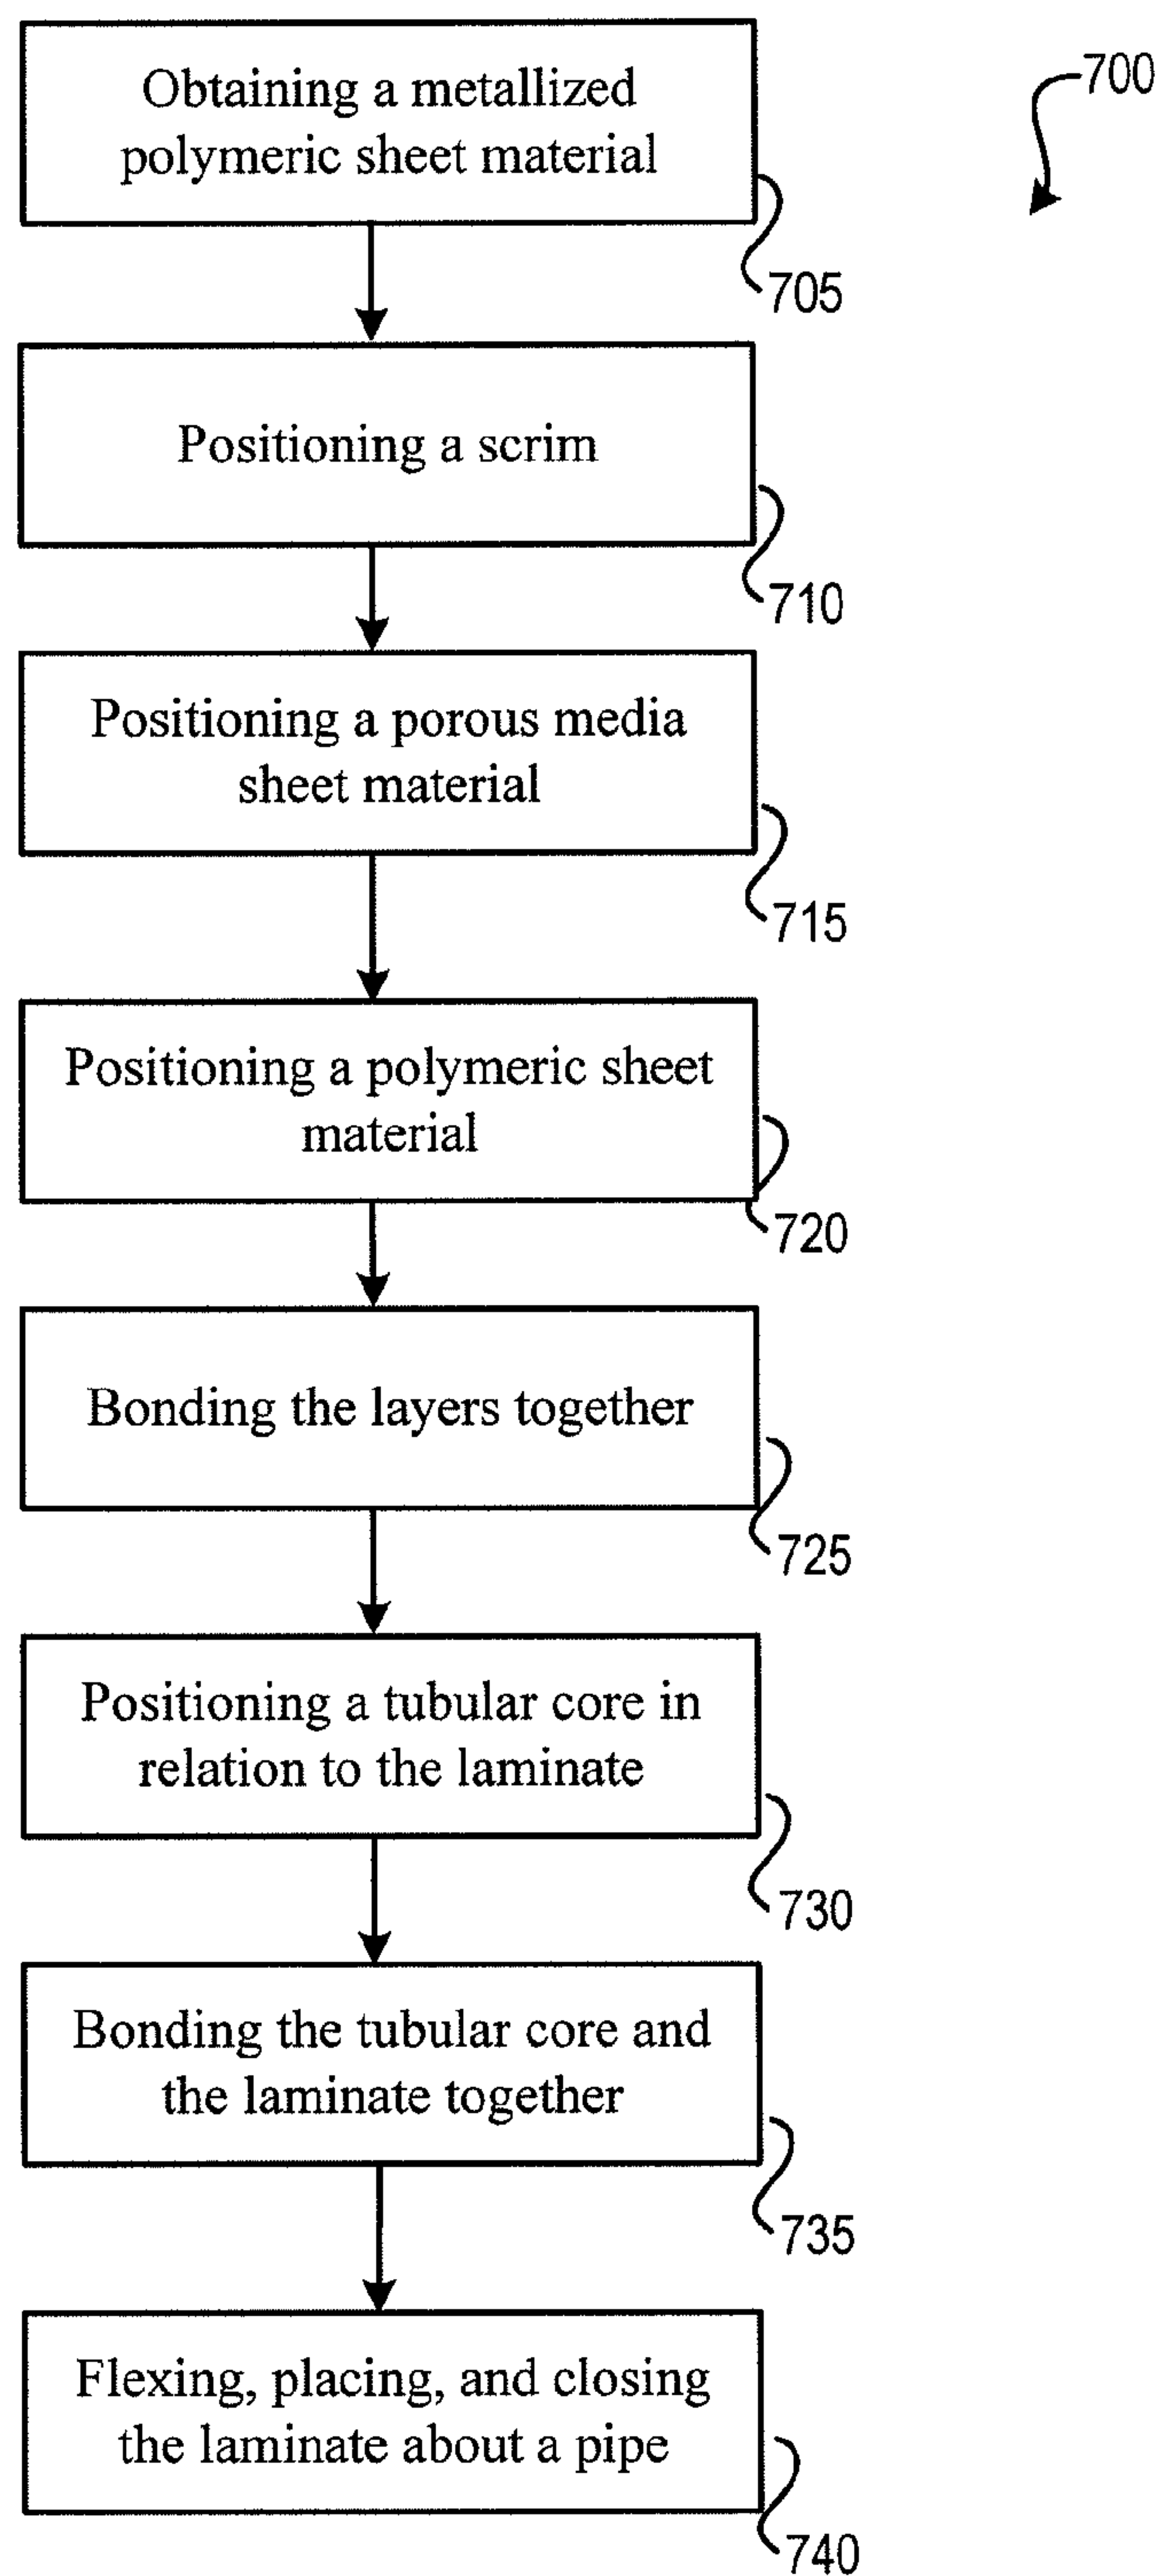 Obtaining a metallized
polymeric sheet material
700
705
Positioning a scrim
710
Positioning a porous media
sheet material
715
Positioning a polymeric sheet
material
720
Bonding the layers together
725
Positioning a tubular core in
relation to the laminate
730
Bonding the tubular core and
the laminate together
735
Flexing, placing, and closing
the laminate about a pipe
740